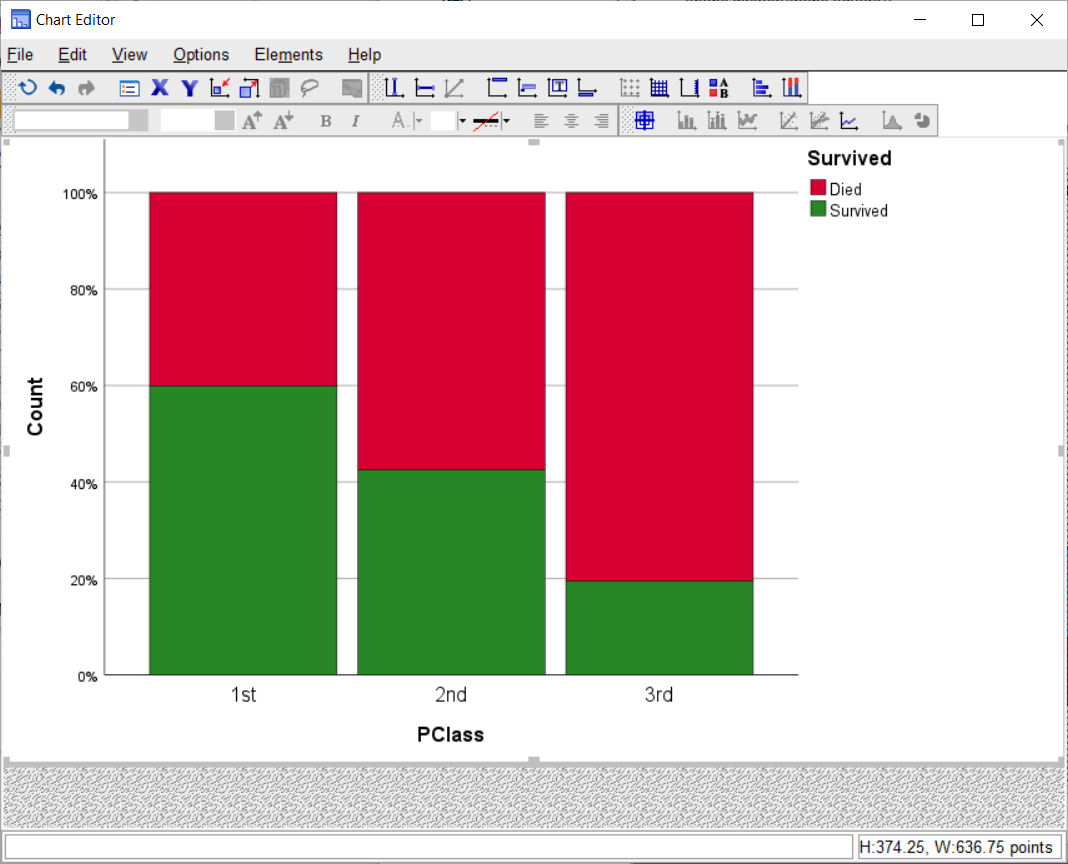 Chart Editor
File Edit View Options Elements Help
B I A
Survived
Died
Survived
100%
80%
60%
40%
20%
0%
Count
1st 2nd 3rd
PClass
H:374.25, W:636.75 points